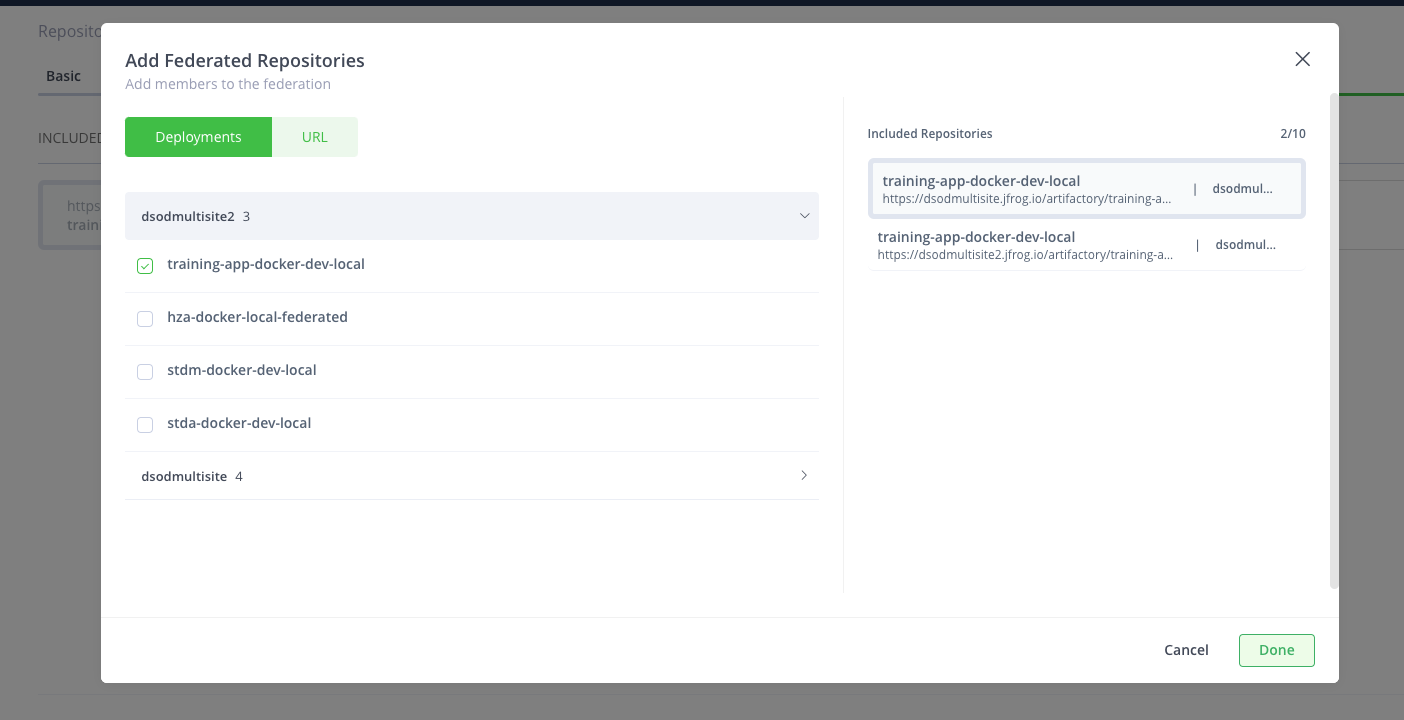 Reposito
Basic
INCLUDED
https
traini
Add Federated Repositories
Add members to the federation
Deployments
URL
dsodmultisite2 3
training-app-docker-dev-local
hza-docker-local-federated
stdm-docker-dev-local
stda-docker-dev-local
dsodmultisite 4
Included Repositories 2/10
training-app-docker-dev-local
https://dsodmultisite.jfrog.io/artifactory/training-a...
| dsodmul...
training-app-docker-dev-local
https://dsodmultisite2.jfrog.io/artifactory/training-a...
| dsodmul...
Cancel
Done